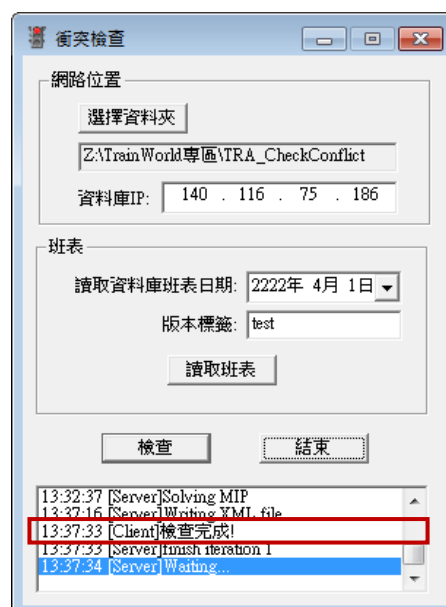 衝突檢查
網路位置
選擇資料夾
Z:\TrainWorld專區\TRA_CheckConflict
資料庫IP: 140 . 116 . 75 . 186
班表
讀取資料庫班表日期: 2222年 4月 1日
版本標籤: test
讀取班表
檢查 結束
13:32:37 [Server]Solving MIP
13:37:16 [Server]Writing XML file
13:37:33 [Client]檢查完成!
13:37:33 [Server]finish iteration 1
13:37:34 [Server]Waiting...